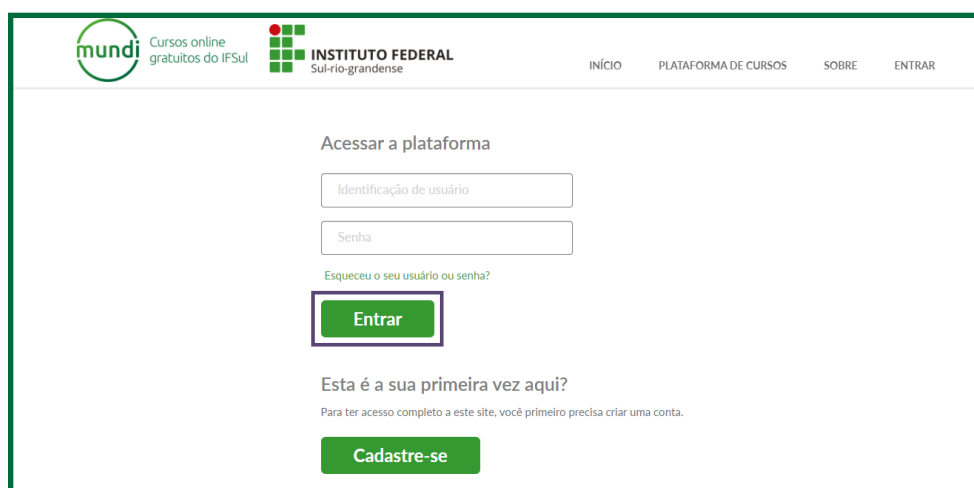 mundi
Cursos online
gratuitos do IFSul
INSTITUTO FEDERAL
Sul-rio-grandense
INÍCIO PLATAFORMA DE CURSOS SOBRE ENTRAR
Acessar a plataforma
Identificação de usuário
Senha
Esqueceu o seu usuário ou senha?
Entrar
Esta é a sua primeira vez aqui?
Para ter acesso completo a este site, você primeiro precisa criar uma conta.
Cadastre-se